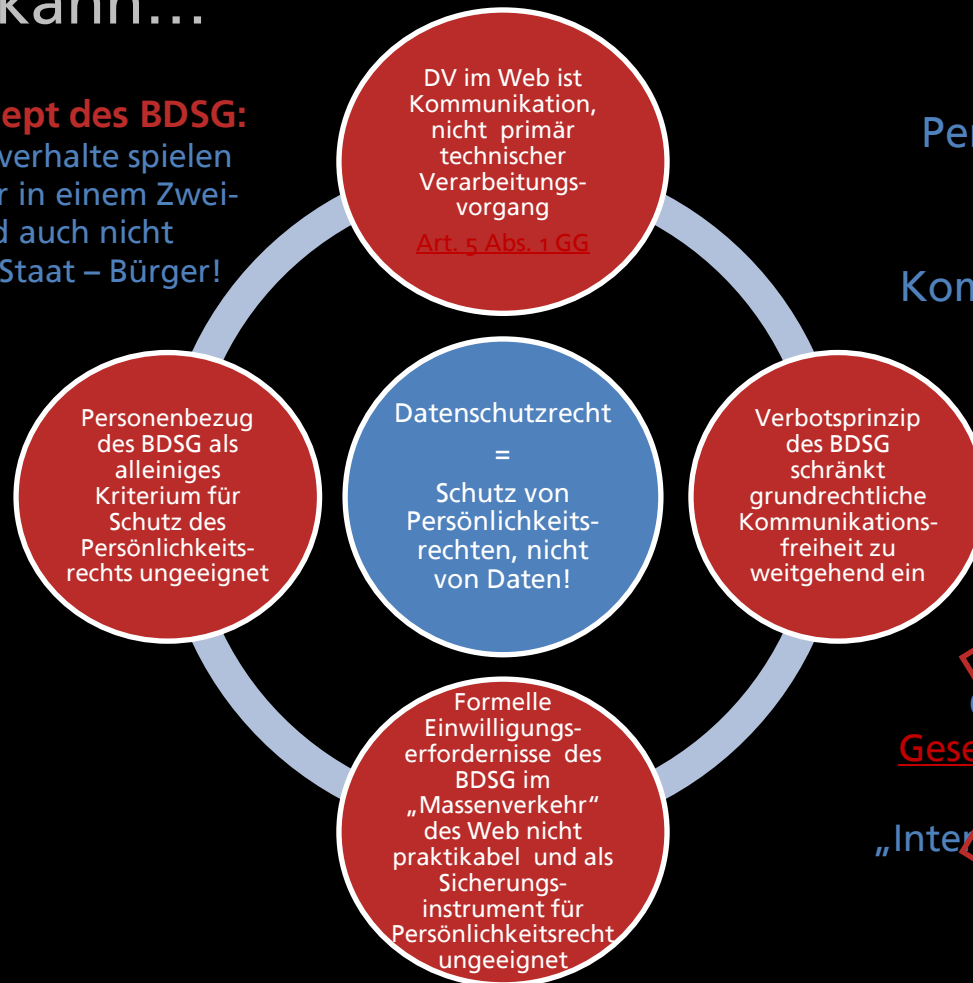 kann...
ept des BDSG:
verhalte spielen
r in einem Zwei-
d auch nicht
Staat – Bürger!
DV im Web ist
Kommunikation,
nicht primär
technischer
Verarbeitungs-
vorgang
Art. 5 Abs. 1 GG
Per
Kom
Personenbezug
des BDSG als
alleiniges
Kriterium für
Schutz des
Persönlichkeits-
rechts ungeeignet
Datenschutzrecht
=
Schutz von
Persönlichkeits-
rechten, nicht
von Daten!
Verbotsprinzip
des BDSG
schränkt
grundrechtliche
Kommunikations-
freiheit zu
weitgehend ein
Formelle
Einwilligungs-
erfordernisse des
BDSG im
„Massenverkehr“
des Web nicht
praktikabel und als
Sicherungs-
instrument für
Persönlichkeitsrecht
ungeeignet
Gese
„Inter